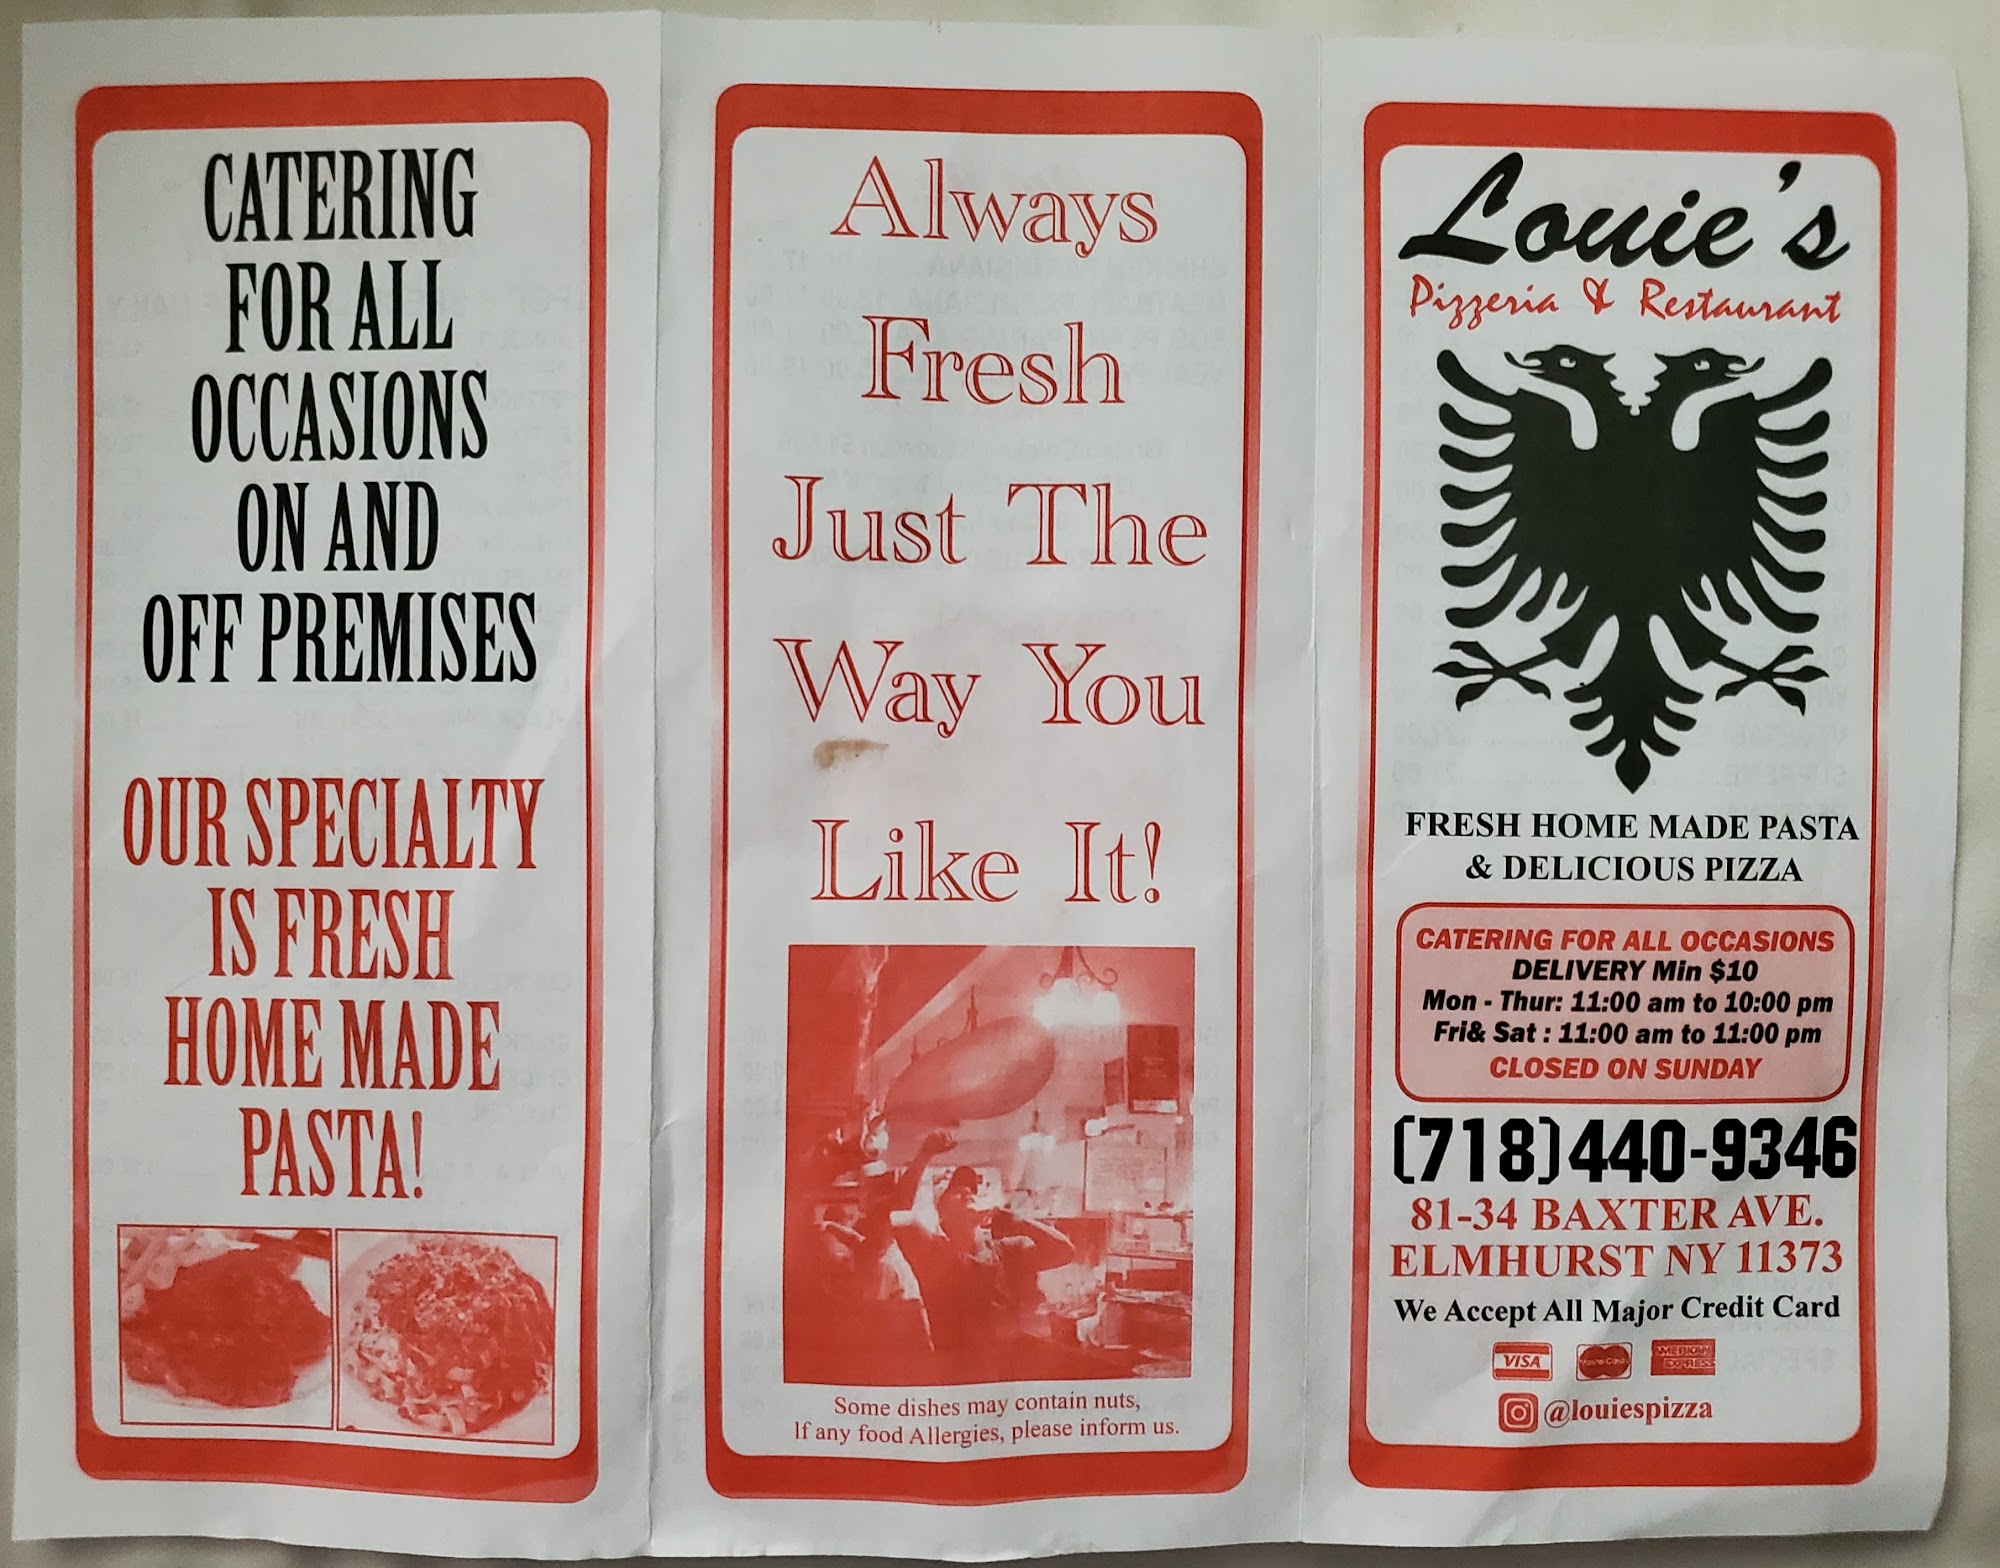 CATERING
FOR ALL
OCCASIONS
ON AND
OFF PREMISES
OUR SPECIALTY
IS FRESH
HOME MADE
PASTA!
Always
Fresh
Just The
Way You
Like It!
Some dishes may contain nuts,
If any food Allergies, please inform us.
Louie's
Pizzeria & Restaurant
FRESH HOME MADE PASTA
& DELICIOUS PIZZA
CATERING FOR ALL OCCASIONS
DELIVERY Min $10
Mon - Thur: 11:00 am to 10:00 pm
Fri& Sat : 11:00 am to 11:00 pm
CLOSED ON SUNDAY
(718)440-9346
81-34 BAXTER AVE.
ELMHURST NY 11373
We Accept All Major Credit Card
VISA MasterCard AMERICAN EXPRESS
@louiespizza